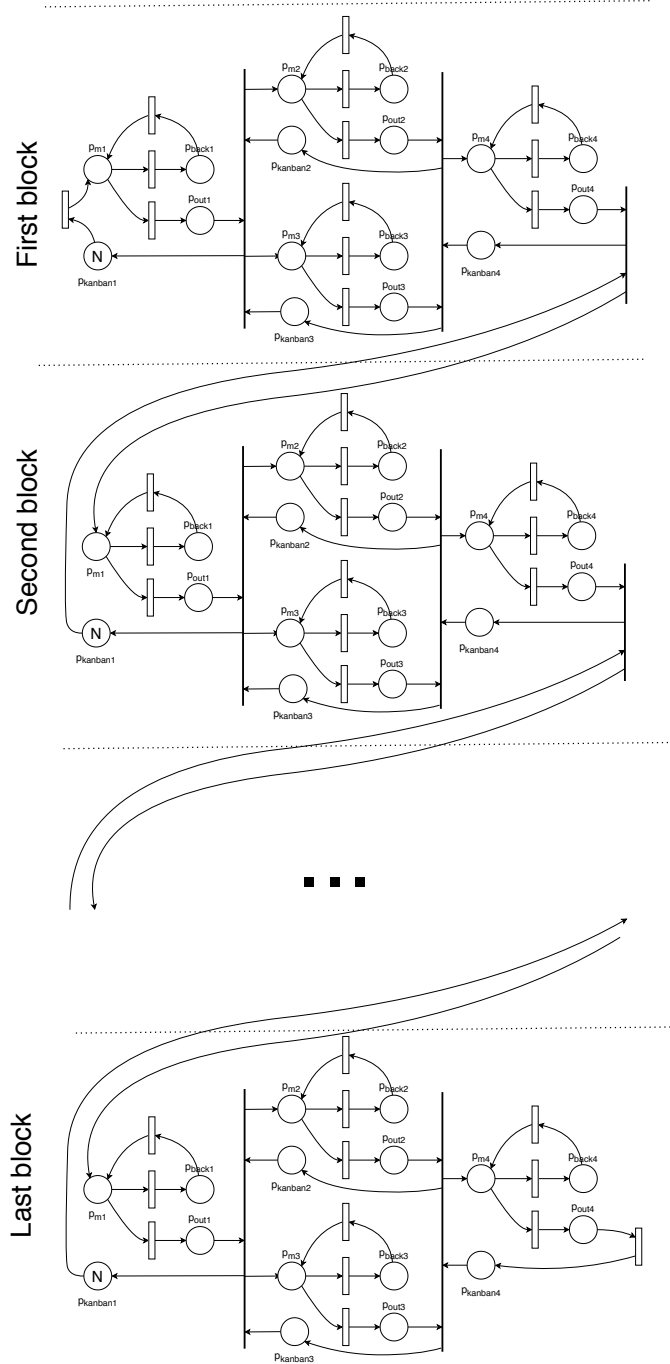 First block
p_m2
p_back2
p_m1
p_back1
p_m4
p_back4
p_out2
p_kanban2
p_out1
p_out4
N
p_kanban1
p_m3
p_back3
p_kanban4
p_out3
p_kanban3
Second block
p_m2
p_back2
p_m1
p_back1
p_m4
p_back4
p_out2
p_kanban2
p_out1
p_out4
N
p_kanban1
p_m3
p_back3
p_kanban4
p_out3
p_kanban3
...
Last block
p_m2
p_back2
p_m1
p_back1
p_m4
p_back4
p_out2
p_kanban2
p_out1
p_out4
N
p_kanban1
p_m3
p_back3
p_kanban4
p_out3
p_kanban3